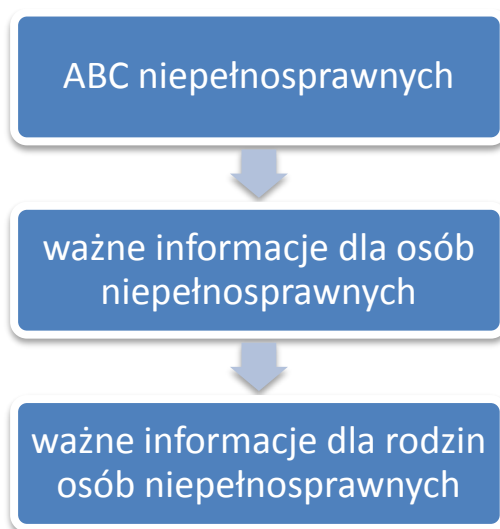 ABC niepełnosprawnych
ważne informacje dla osób
niepełnosprawnych
ważne informacje dla rodzin
osób niepełnosprawnych